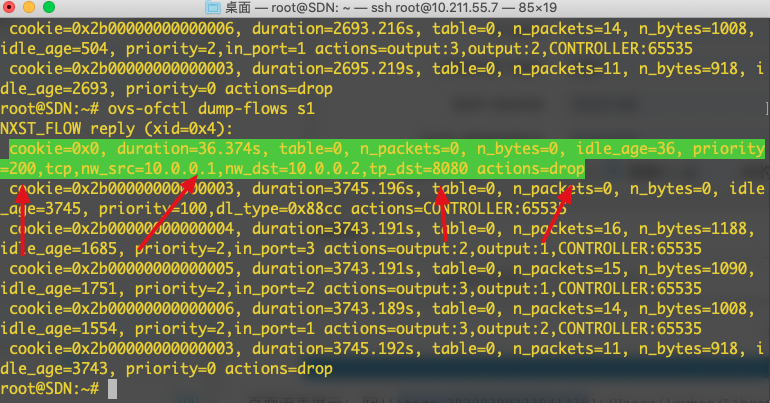 桌面 — root@SDN: ~ — ssh root@10.211.55.7 — 85×19
cookie=0x2b00000000000006, duration=2693.216s, table=0, n_packets=14, n_bytes=1008,
idle_age=504, priority=2,in_port=1 actions=output:3,output:2,CONTROLLER:65535
cookie=0x2b00000000000003, duration=2695.219s, table=0, n_packets=11, n_bytes=918, i
dle_age=2693, priority=0 actions=drop
root@SDN:~# ovs-ofctl dump-flows s1
NXST_FLOW reply (xid=0x4):
cookie=0x0, duration=36.374s, table=0, n_packets=0, n_bytes=0, idle_age=36, priority
=200,tcp,nw_src=10.0.0.1,nw_dst=10.0.0.2,tp_dst=8080 actions=drop
cookie=0x2b00000000000003, duration=3745.196s, table=0, n_packets=0, n_bytes=0, idle
_age=3745, priority=100,dl_type=0x88cc actions=CONTROLLER:65535
cookie=0x2b00000000000004, duration=3743.191s, table=0, n_packets=16, n_bytes=1188,
idle_age=1685, priority=2,in_port=3 actions=output:2,output:1,CONTROLLER:65535
cookie=0x2b00000000000005, duration=3743.191s, table=0, n_packets=15, n_bytes=1090,
idle_age=1751, priority=2,in_port=2 actions=output:3,output:1,CONTROLLER:65535
cookie=0x2b00000000000006, duration=3743.189s, table=0, n_packets=14, n_bytes=1008,
idle_age=1554, priority=2,in_port=1 actions=output:3,output:2,CONTROLLER:65535
cookie=0x2b00000000000003, duration=3745.192s, table=0, n_packets=11, n_bytes=918, i
dle_age=3743, priority=0 actions=drop
root@SDN:~#